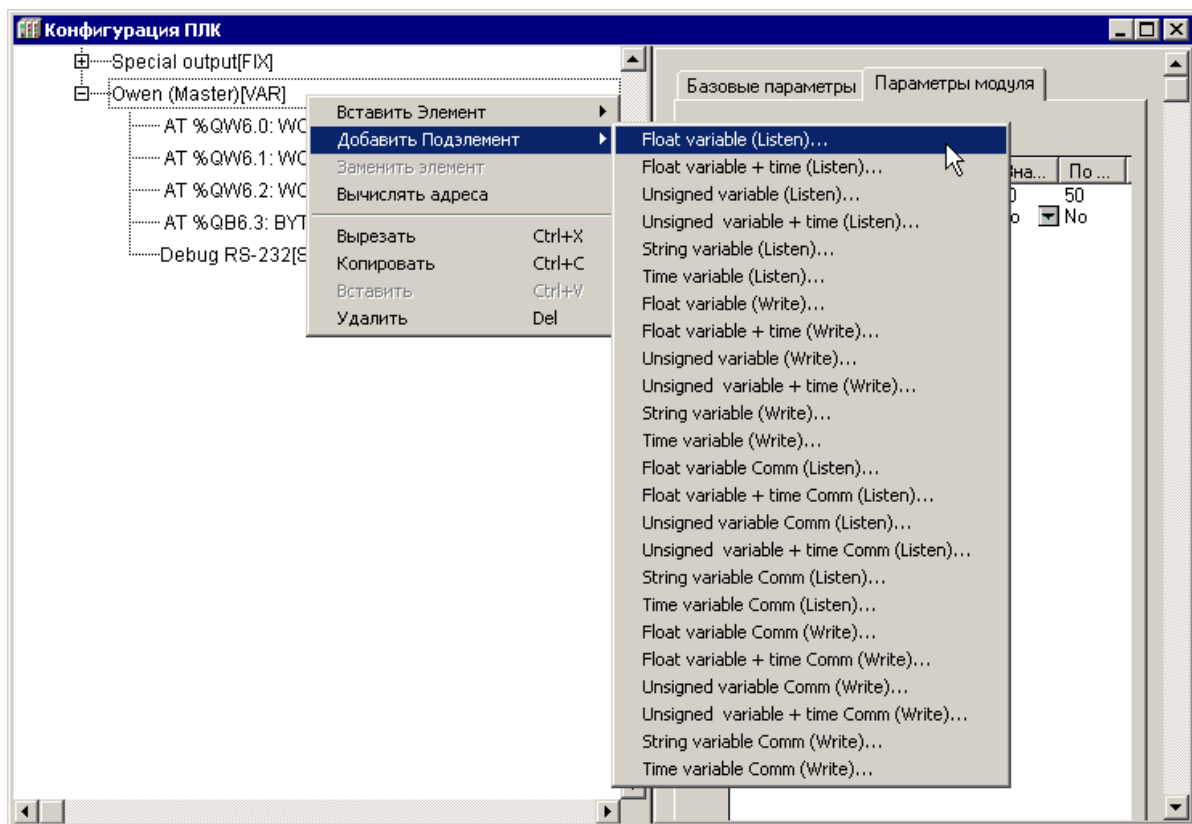 Конфигурация ПЛК
Special output[FIX]
Owen (Master)[VAR]
AT %QW6.0: WO
AT %QW6.1: WO
AT %QW6.2: WO
AT %QB6.3: BYT
Debug RS-232[S
Вставить Элемент
Добавить Подэлемент
Заменить элемент
Вычислять адреса
Вырезать Ctrl+X
Копировать Ctrl+C
Вставить Ctrl+V
Удалить Del
Float variable (Listen)...
Float variable + time (Listen)...
Unsigned variable (Listen)...
Unsigned variable + time (Listen)...
String variable (Listen)...
Time variable (Listen)...
Float variable (Write)...
Float variable + time (Write)...
Unsigned variable (Write)...
Unsigned variable + time (Write)...
String variable (Write)...
Time variable (Write)...
Float variable Comm (Listen)...
Float variable + time Comm (Listen)...
Unsigned variable Comm (Listen)...
Unsigned variable + time Comm (Listen)...
String variable Comm (Listen)...
Time variable Comm (Listen)...
Float variable Comm (Write)...
Float variable + time Comm (Write)...
Unsigned variable Comm (Write)...
Unsigned variable + time Comm (Write)...
String variable Comm (Write)...
Time variable Comm (Write)...
Базовые параметры Параметры модуля
Зна... По ...
50
No